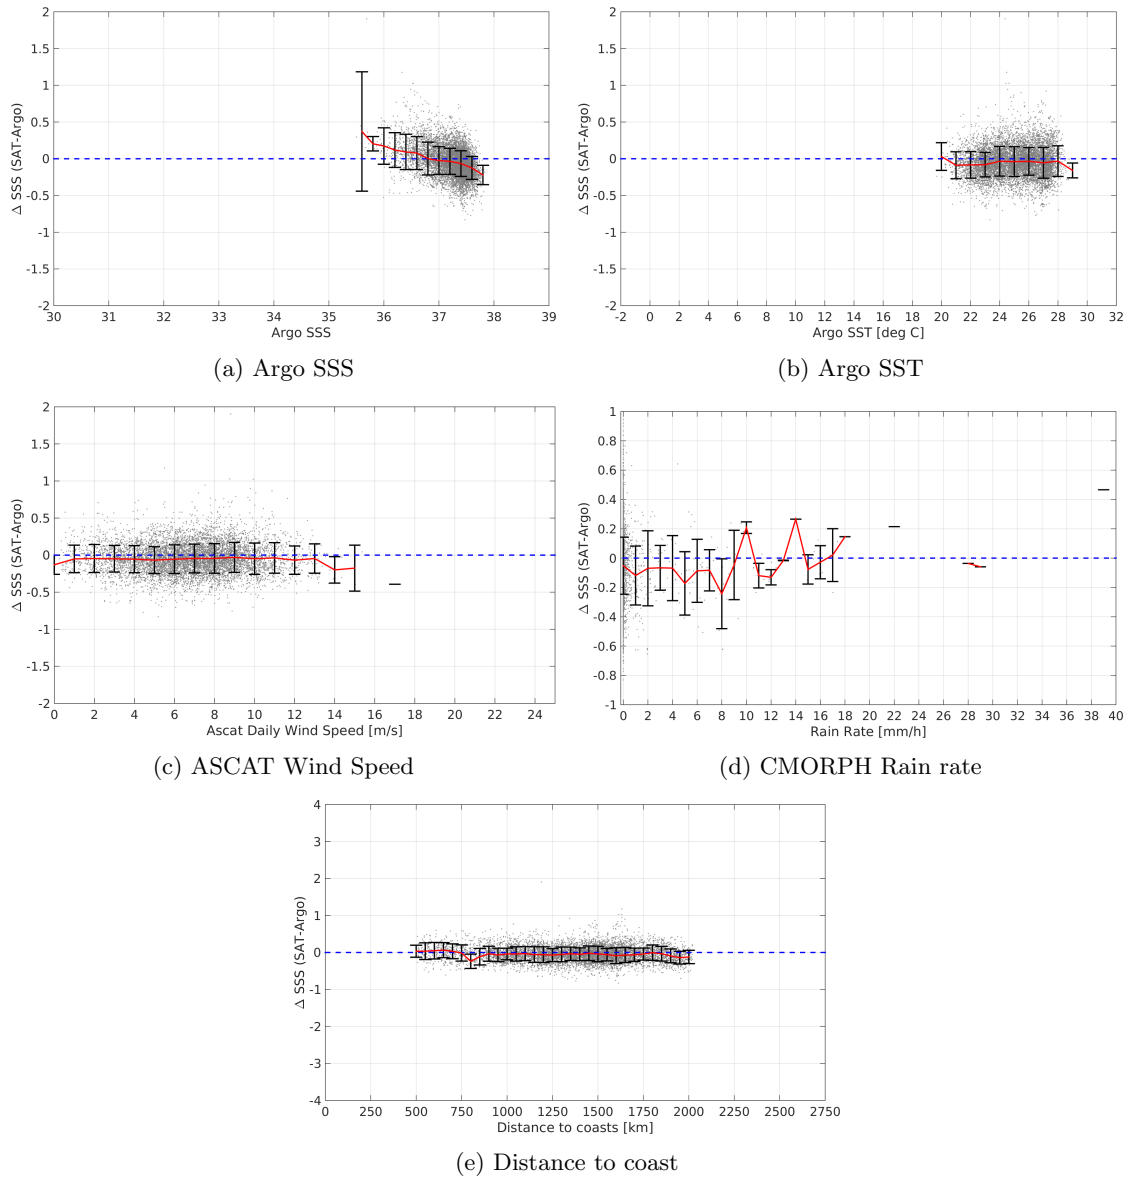 2
1.5
1
0.5
0
-0.5
-1
-1.5
-2
Δ SSS (SAT-Argo)
30 31 32 33 34 35 36 37 38 39
Argo SSS
(a) Argo SSS
2
1.5
1
0.5
0
-0.5
-1
-1.5
-2
Δ SSS (SAT-Argo)
-2 0 2 4 6 8 10 12 14 16 18 20 22 24 26 28 30 32
Argo SST [deg C]
(b) Argo SST
2
1.5
1
0.5
0
-0.5
-1
-1.5
-2
Δ SSS (SAT-Argo)
0 2 4 6 8 10 12 14 16 18 20 22 24
Ascat Daily Wind Speed [m/s]
(c) ASCAT Wind Speed
1
0.8
0.6
0.4
0.2
0
-0.2
-0.4
-0.6
-0.8
-1
Δ SSS (SAT-Argo)
0 2 4 6 8 10 12 14 16 18 20 22 24 26 28 30 32 34 36 38 40
Rain Rate [mm/h]
(d) CMORPH Rain rate
4
3
2
1
0
-1
-2
-3
-4
Δ SSS (SAT-Argo)
0 250 500 750 1000 1250 1500 1750 2000 2250 2500 2750
Distance to coasts [km]
(e) Distance to coast